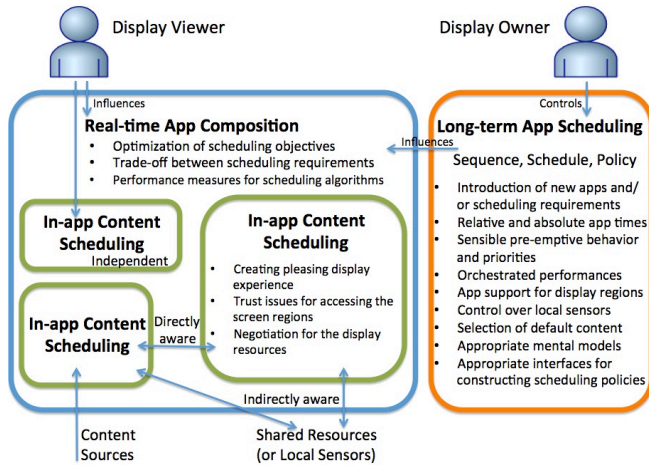 Display Viewer
Display Owner
Influences
Controls
Real-time App Composition
• Optimization of scheduling objectives
• Trade-off between scheduling requirements
• Performance measures for scheduling algorithms
Influences
Long-term App Scheduling
Sequence, Schedule, Policy
• Introduction of new apps and/
or scheduling requirements
• Relative and absolute app times
• Sensible pre-emptive behavior
and priorities
• Orchestrated performances
• App support for display regions
• Control over local sensors
• Selection of default content
• Appropriate mental models
• Appropriate interfaces for
constructing scheduling policies
In-app Content
Scheduling
Independent
In-app Content
Scheduling
• Creating pleasing display
experience
• Trust issues for accessing the
screen regions
• Negotiation for the display
resources
In-app Content
Scheduling
Directly
aware
Indirectly aware
Content
Sources
Shared Resources
(or Local Sensors)